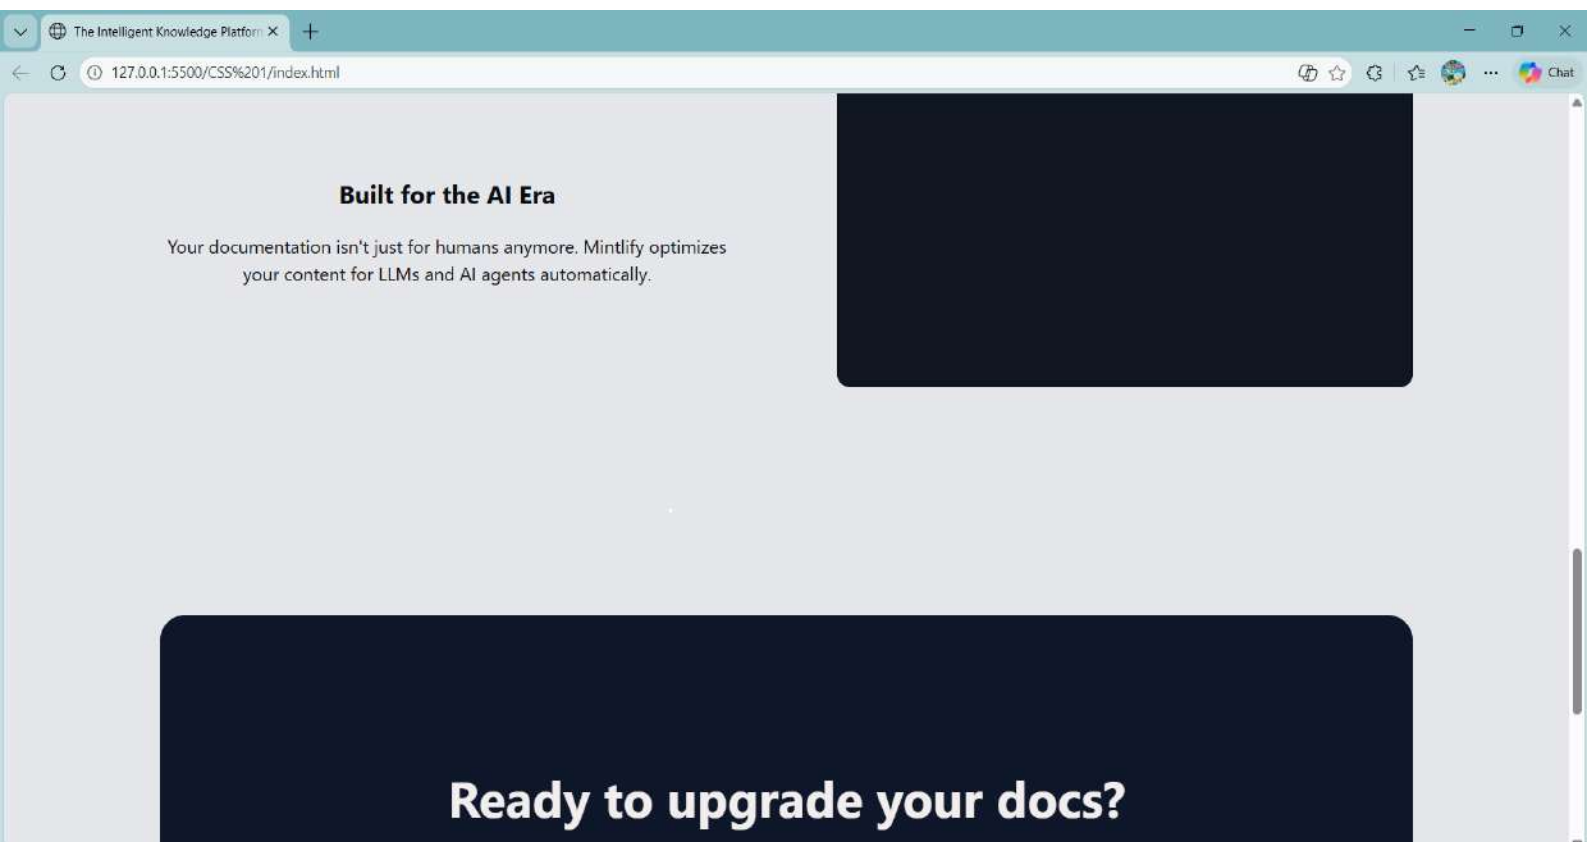 The Intelligent Knowledge Platform
127.0.0.1:5500/CSS%201/index.html
Chat
Built for the AI Era
Your documentation isn't just for humans anymore. Mintlify optimizes
your content for LLMs and AI agents automatically.
Ready to upgrade your docs?